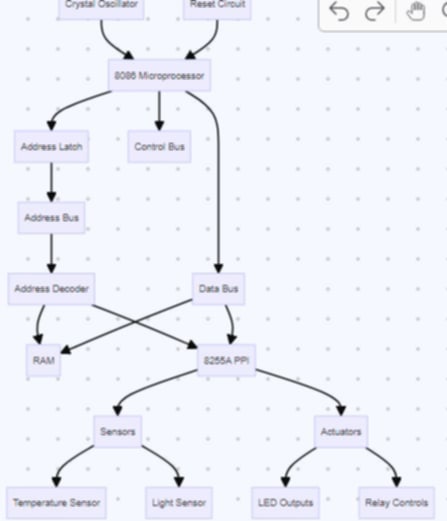 Crystal Oscillator
Reset Circuit
8086 Microprocessor
Address Latch
Control Bus
Address Bus
Address Decoder
Data Bus
RAM
8255A PPI
Sensors
Actuators
Temperature Sensor
Light Sensor
LED Outputs
Relay Controls